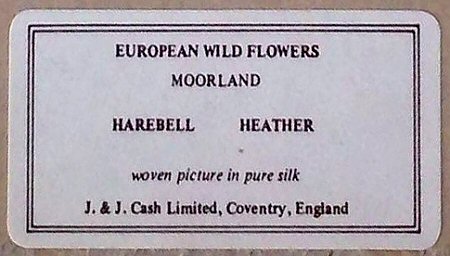 EUROPEAN WILD FLOWERS
MOORLAND
HAREBELL HEATHER
woven picture in pure silk
J. & J. Cash Limited, Coventry, England